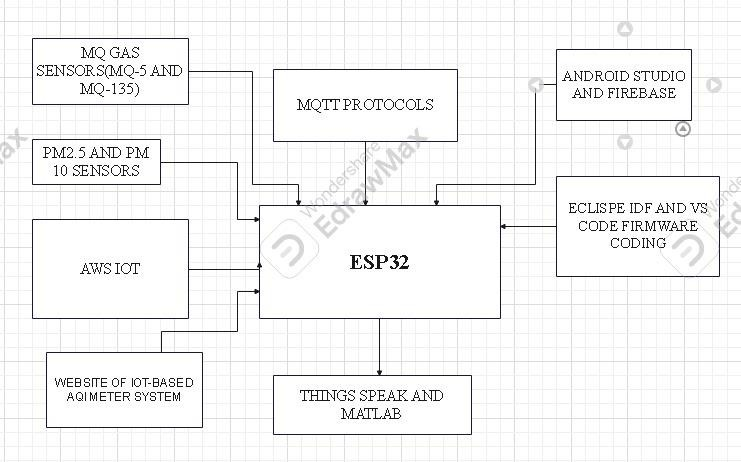 MQ GAS
SENSORS(MQ-5 AND
MQ-135)
MQTT PROTOCOLS
ANDROID STUDIO
AND FIREBASE
PM2.5 AND PM
10 SENSORS
ECLISPE IDF AND VS
CODE FIRMWARE
CODING
AWS IOT
ESP32
WEBSITE OF IOT-BASED
AQI METER SYSTEM
THINGS SPEAK AND
MATLAB
Wondershare
EdrawMax